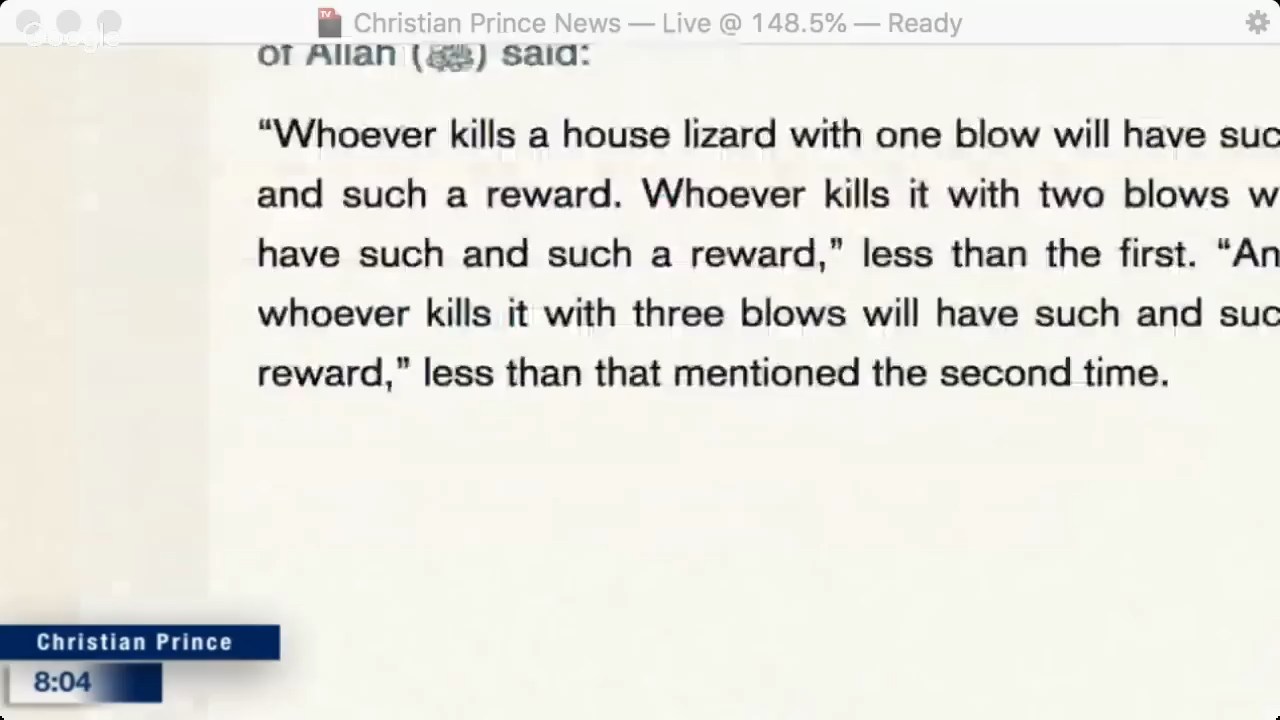 Christian Prince News — Live @ 148.5% — Ready
Google
of Allah (ﷺ) said:
“Whoever kills a house lizard with one blow will have suc
and such a reward. Whoever kills it with two blows w
have such and such a reward,” less than the first. “An
whoever kills it with three blows will have such and suc
reward,” less than that mentioned the second time.
Christian Prince
8:04